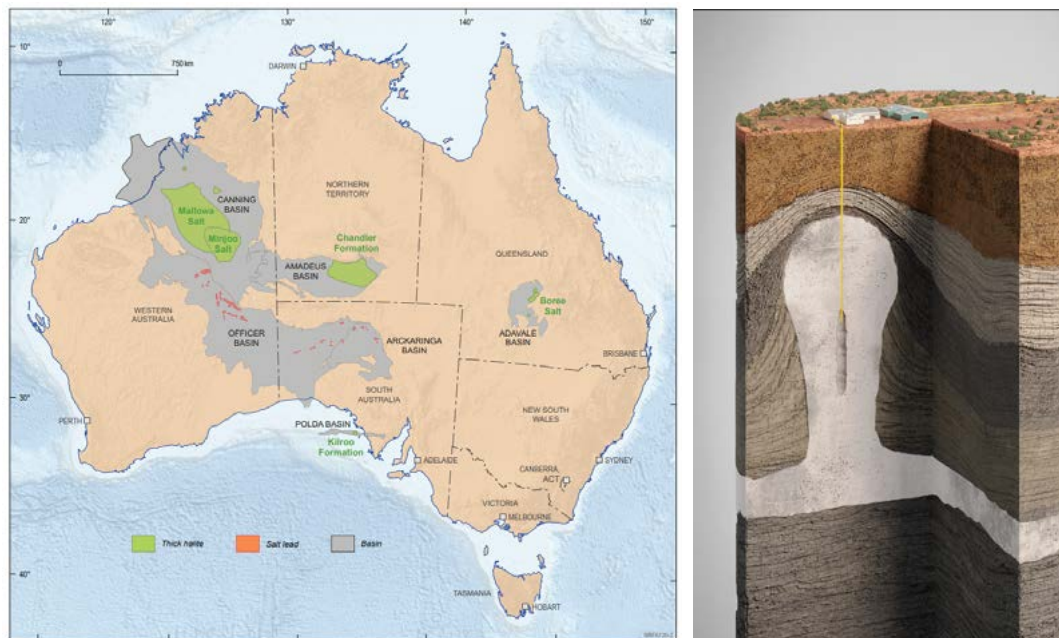 120°
130°
140°
150°
10°
0
750 km
DARWIN
NORTHERN
TERRITORY
CANNING
BASIN
20°
Mallowa
Salt
Minjoo
Salt
Chandler
Formation
QUEENSLAND
AMADEUS
BASIN
WESTERN
AUSTRALIA
Boree
Salt
OFFICER
BASIN
ARCKARINGA
BASIN
ADAVALE
BASIN
BRISBANE
SOUTH
AUSTRALIA
30°
NEW SOUTH
WALES
PERTH
POLDA BASIN
Kilroo
Formation
ADELAIDE
SYDNEY
CANBERRA
ACT
VICTORIA
MELBOURNE
Thick halite
Salt lead
Basin
40°
TASMANIA
HOBART